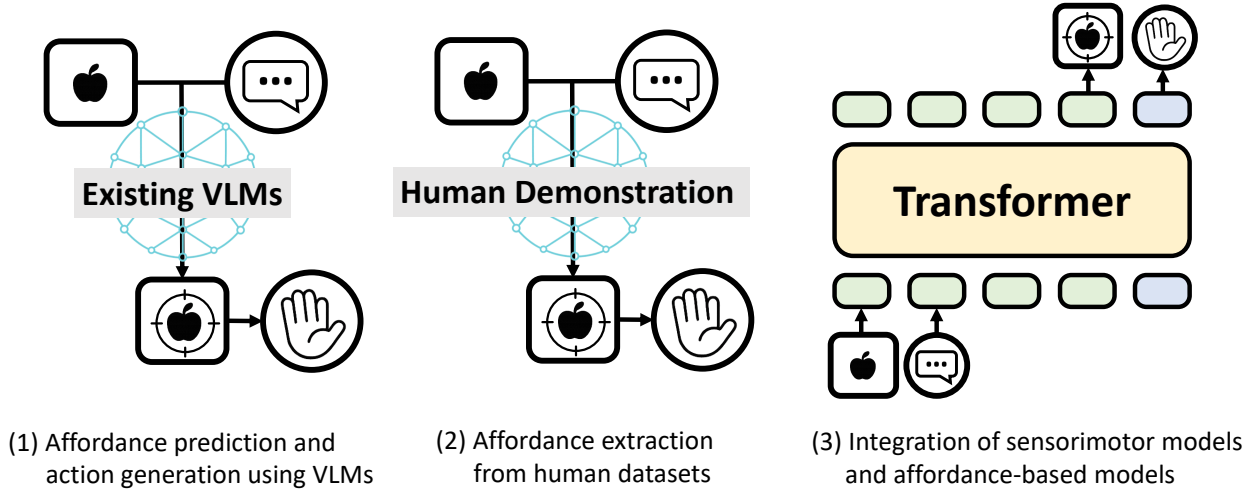 Existing VLMs
Human Demonstration
Transformer
(1) Affordance prediction and
action generation using VLMs
(2) Affordance extraction
from human datasets
(3) Integration of sensorimotor models
and affordance-based models